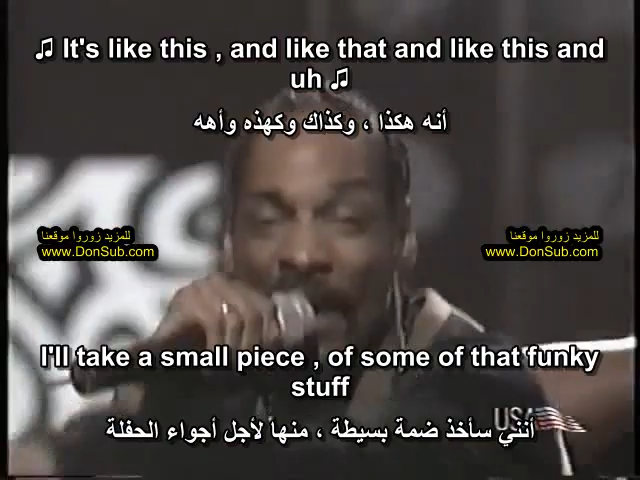 ♫ It's like this , and like that and like this and
uh ♫
أنه هكذا ، وكذاك وكهذه وأهه
للمزيد زوروا موقعنا
www.DonSub.com
للمزيد زوروا موقعنا
www.DonSub.com
I'll take a small piece , of some of that funky
stuff
أنني سأخذ ضمة بسيطة ، منها لأجل أجواء الحفلة
USA